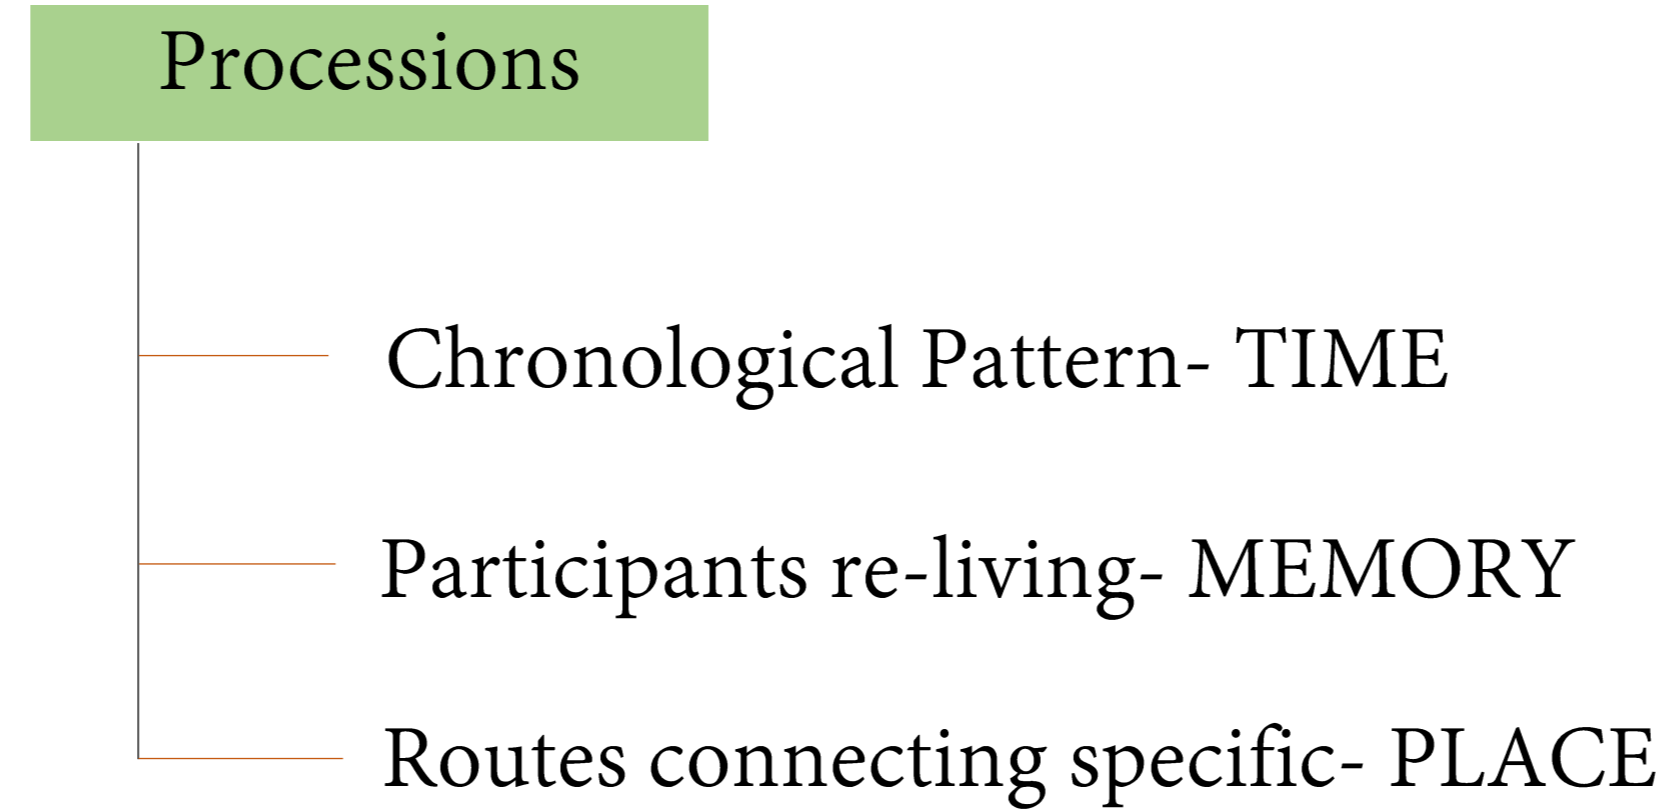 Processions
Chronological Pattern- TIME
Participants re-living- MEMORY
Routes connecting specific- PLACE